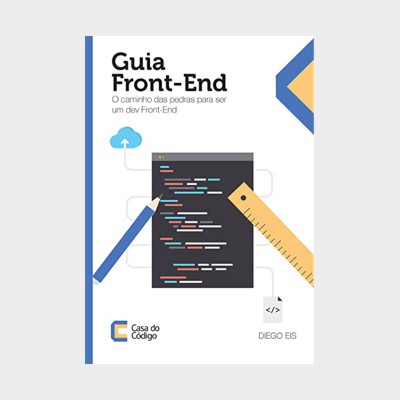 Guia
Front-End
O caminho das pedras para ser
um dev Front-End
</>
Casa do
Código
DIEGO EIS